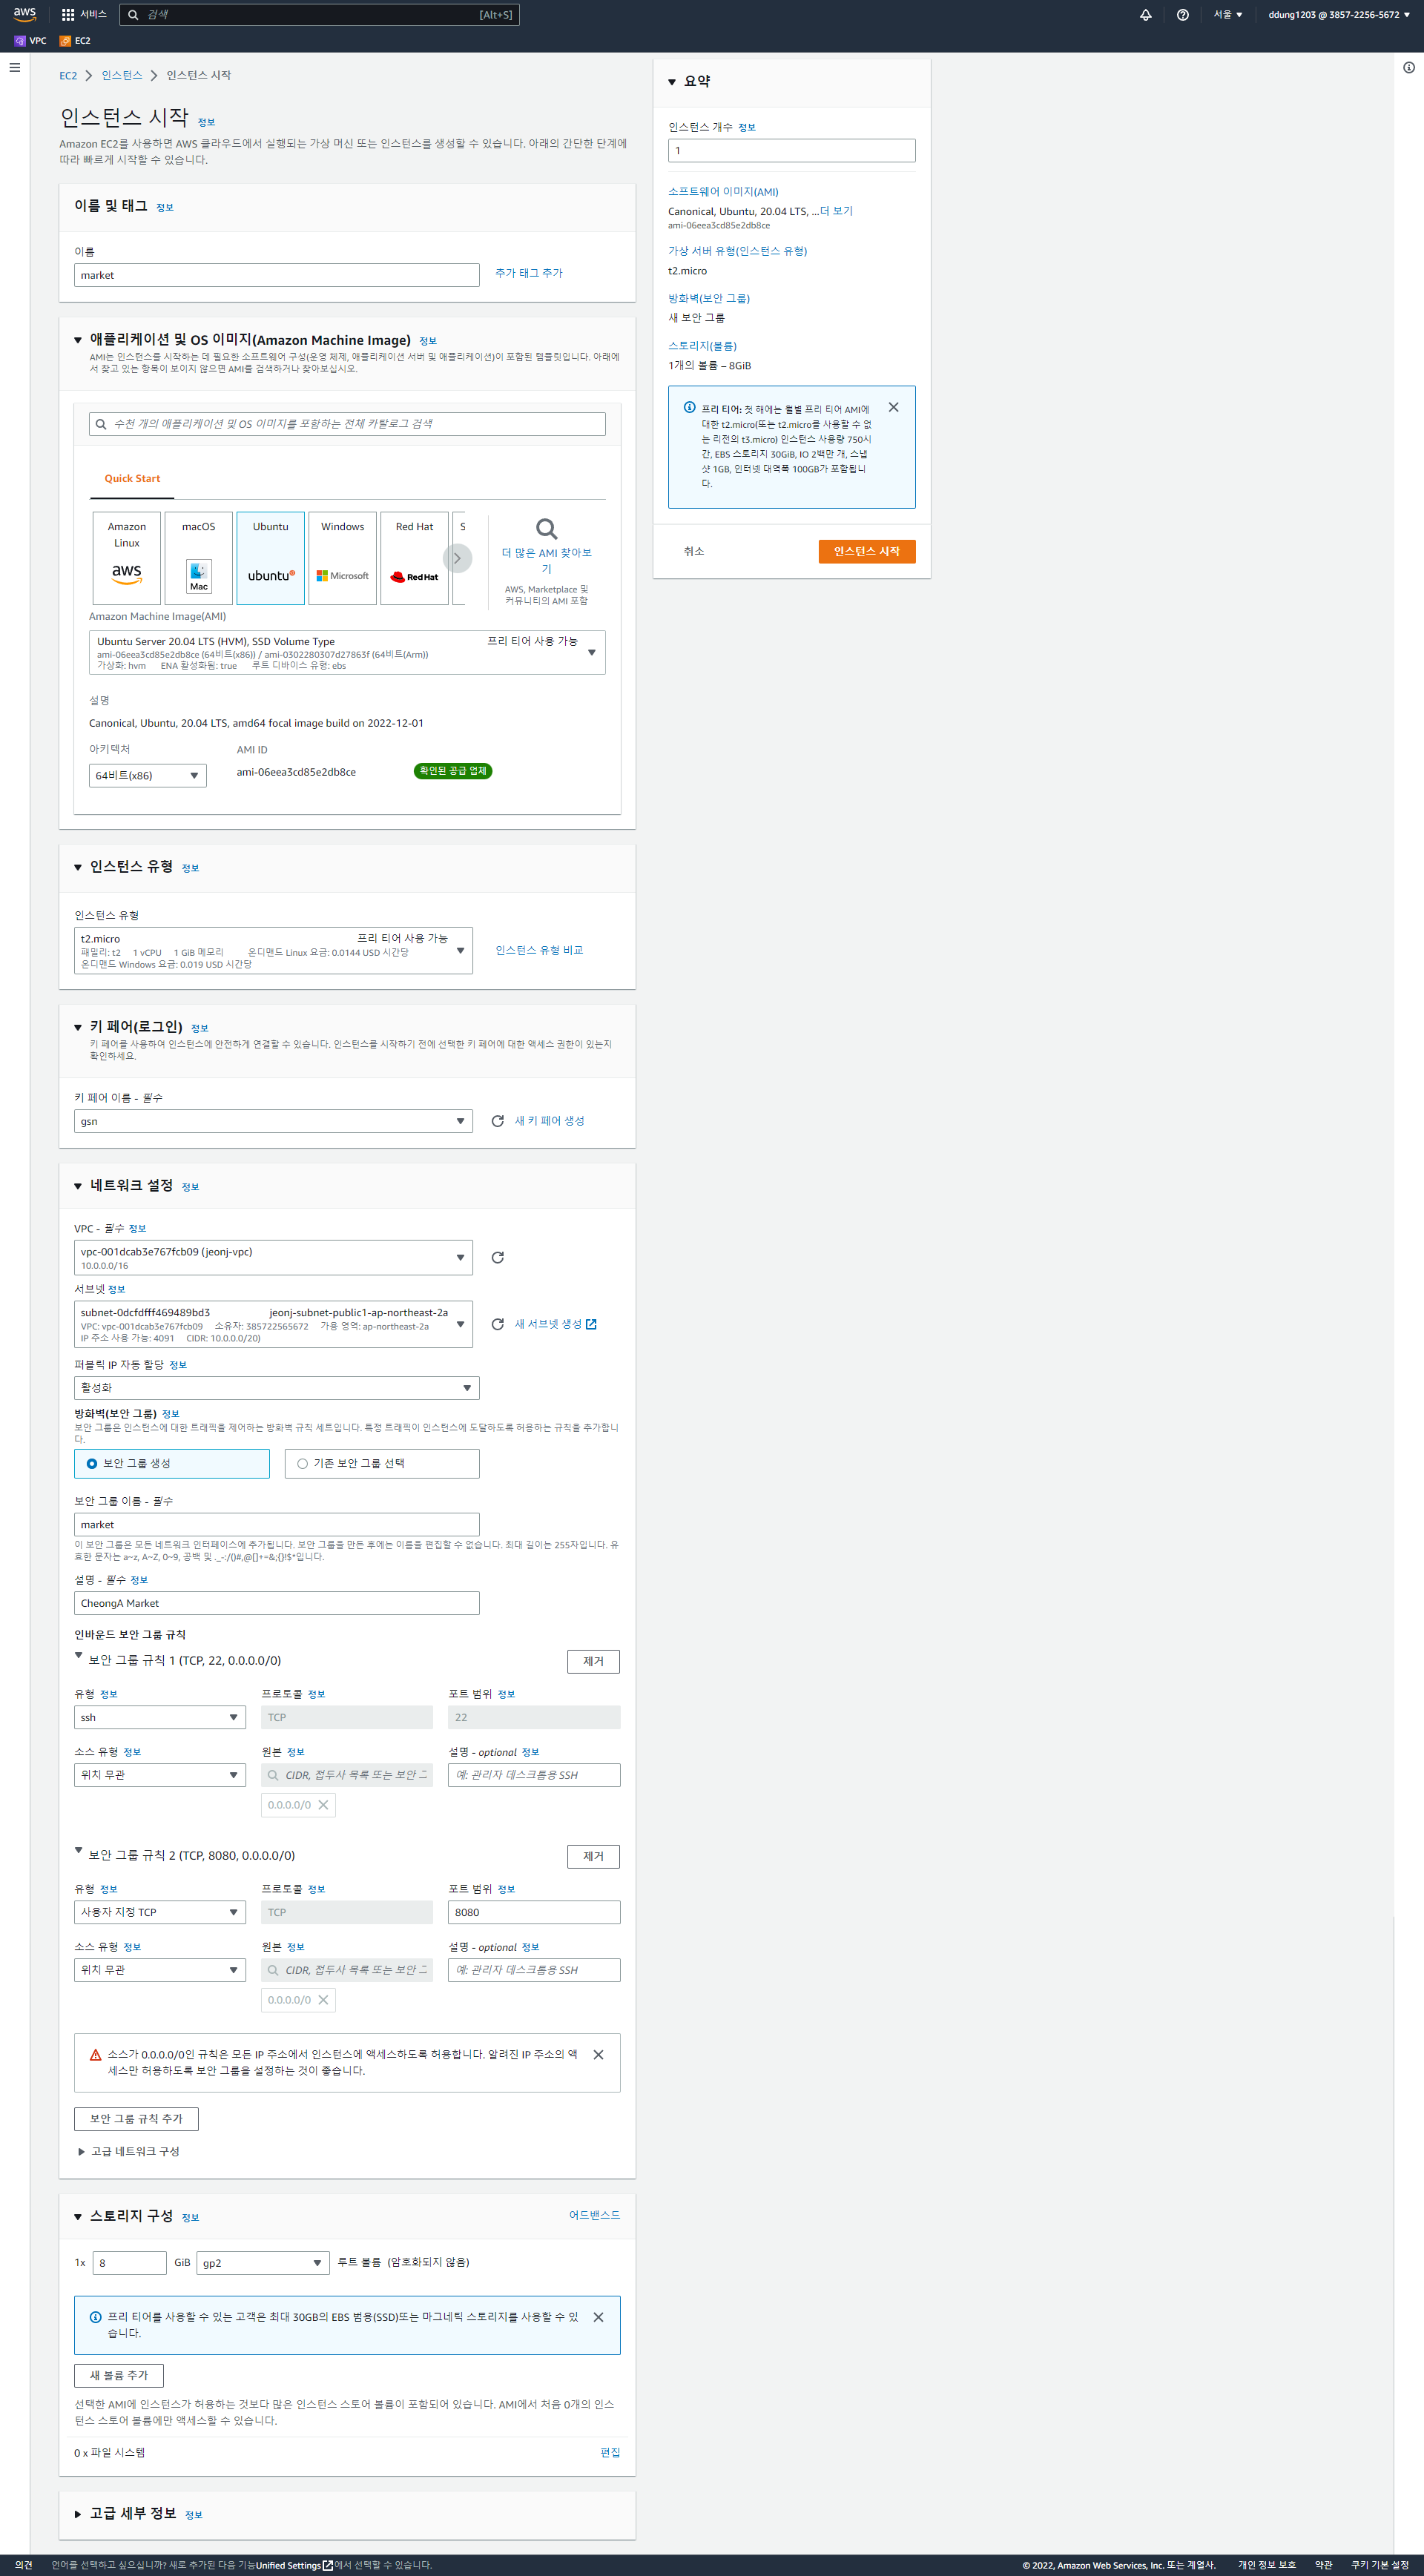 aws
서비스
검색
[Alt+S]
서울
ddung1203 @ 3857-2256-5672
VPC
EC2
EC2
인스턴스
인스턴스 시작
인스턴스 시작 정보
Amazon EC2를 사용하면 AWS 클라우드에서 실행되는 가상 머신 또는 인스턴스를 생성할 수 있습니다. 아래의 간단한 단계에
따라 빠르게 시작할 수 있습니다.
이름 및 태그 정보
이름
market
추가 태그 추가
애플리케이션 및 OS 이미지(Amazon Machine Image) 정보
AMI는 인스턴스를 시작하는 데 필요한 소프트웨어 구성(운영 체제, 애플리케이션 서버 및 애플리케이션)이 포함된 템플릿입니다. 아래에
서 찾고 있는 항목이 보이지 않으면 AMI를 검색하거나 찾아보십시오.
수천 개의 애플리케이션 및 OS 이미지를 포함하는 전체 카탈로그 검색
Quick Start
Amazon
Linux
aws
macOS
Mac
Ubuntu
ubuntu
Windows
Microsoft
Red Hat
Red Hat
S
더 많은 AMI 찾아보
기
AWS, Marketplace 및
커뮤니티의 AMI 포함
Amazon Machine Image(AMI)
Ubuntu Server 20.04 LTS (HVM), SSD Volume Type
프리 티어 사용 가능
ami-06eea3cd85e2db8ce (64비트(x86)) / ami-0302280307d27863f (64비트(Arm))
가상화: hvm ENA 활성화됨: true 루트 디바이스 유형: ebs
설명
Canonical, Ubuntu, 20.04 LTS, amd64 focal image build on 2022-12-01
아키텍처
AMI ID
64비트(x86)
ami-06eea3cd85e2db8ce
확인된 공급 업체
인스턴스 유형 정보
인스턴스 유형
t2.micro
프리 티어 사용 가능
패밀리: t2 1 vCPU 1 GiB 메모리 온디맨드 Linux 요금: 0.0144 USD 시간당
온디맨드 Windows 요금: 0.019 USD 시간당
인스턴스 유형 비교
키 페어(로그인) 정보
키 페어를 사용하여 인스턴스에 안전하게 연결할 수 있습니다. 인스턴스를 시작하기 전에 선택한 키 페어에 대한 액세스 권한이 있는지
확인하세요.
키 페어 이름 - 필수
gsn
새 키 페어 생성
네트워크 설정 정보
VPC - 필수 정보
vpc-001dcab3e767fcb09 (jeonj-vpc)
10.0.0.0/16
서브넷 정보
subnet-0dcfdfff469489bd3
jeonj-subnet-public1-ap-northeast-2a
VPC: vpc-001dcab3e767fcb09 소유자: 385722565672 가용 영역: ap-northeast-2a
IP 주소 사용 가능: 4091 CIDR: 10.0.0.0/20)
새 서브넷 생성
퍼블릭 IP 자동 할당 정보
활성화
방화벽(보안 그룹) 정보
보안 그룹은 인스턴스에 대한 트래픽을 제어하는 방화벽 규칙 세트입니다. 특정 트래픽이 인스턴스에 도달하도록 허용하는 규칙을 추가합니
다.
보안 그룹 생성
기존 보안 그룹 선택
보안 그룹 이름 - 필수
market
이 보안 그룹은 모든 네트워크 인터페이스에 추가됩니다. 보안 그룹을 만든 후에는 이름을 편집할 수 없습니다. 최대 길이는 255자입니다. 유
효한 문자는 a~z, A~Z, 0~9, 공백 및 ._-:/()#,@[]+=&;{}!$*입니다.
설명 - 필수 정보
CheongA Market
인바운드 보안 그룹 규칙
보안 그룹 규칙 1 (TCP, 22, 0.0.0.0/0)
제거
유형 정보
프로토콜 정보
포트 범위 정보
ssh
TCP
22
소스 유형 정보
원본 정보
설명 - optional 정보
위치 무관
CIDR, 접두사 목록 또는 보안 그
예: 관리자 데스크톱용 SSH
0.0.0.0/0
보안 그룹 규칙 2 (TCP, 8080, 0.0.0.0/0)
제거
유형 정보
프로토콜 정보
포트 범위 정보
사용자 지정 TCP
TCP
8080
소스 유형 정보
원본 정보
설명 - optional 정보
위치 무관
CIDR, 접두사 목록 또는 보안 그
예: 관리자 데스크톱용 SSH
0.0.0.0/0
소스가 0.0.0.0/0인 규칙은 모든 IP 주소에서 인스턴스에 액세스하도록 허용합니다. 알려진 IP 주소의 액
세스만 허용하도록 보안 그룹을 설정하는 것이 좋습니다.
보안 그룹 규칙 추가
고급 네트워크 구성
스토리지 구성 정보
어드밴스드
1x
8
GiB
gp2
루트 볼륨 (암호화되지 않음)
프리 티어를 사용할 수 있는 고객은 최대 30GB의 EBS 범용(SSD)또는 마그네틱 스토리지를 사용할 수 있
습니다.
새 볼륨 추가
선택한 AMI에 인스턴스가 허용하는 것보다 많은 인스턴스 스토어 볼륨이 포함되어 있습니다. AMI에서 처음 0개의 인스
턴스 스토어 볼륨에만 액세스할 수 있습니다.
0 x 파일 시스템
편집
고급 세부 정보 정보
요약
인스턴스 개수 정보
1
소프트웨어 이미지(AMI)
Canonical, Ubuntu, 20.04 LTS, ...더 보기
ami-06eea3cd85e2db8ce
가상 서버 유형(인스턴스 유형)
t2.micro
방화벽(보안 그룹)
새 보안 그룹
스토리지(볼륨)
1개의 볼륨 – 8GiB
프리 티어: 첫 해에는 월별 프리 티어 AMI에
대한 t2.micro(또는 t2.micro를 사용할 수 없
는 리전의 t3.micro) 인스턴스 사용량 750시
간, EBS 스토리지 30GiB, IO 2백만 개, 스냅
샷 1GB, 인터넷 대역폭 100GB가 포함됩니
다.
취소
인스턴스 시작
의견
언어를 선택하고 싶으십니까? 새로 추가된 다음 기능Unified Settings에서 선택할 수 있습니다.
© 2022, Amazon Web Services, Inc. 또는 계열사.
개인 정보 보호
약관
쿠키 기본 설정